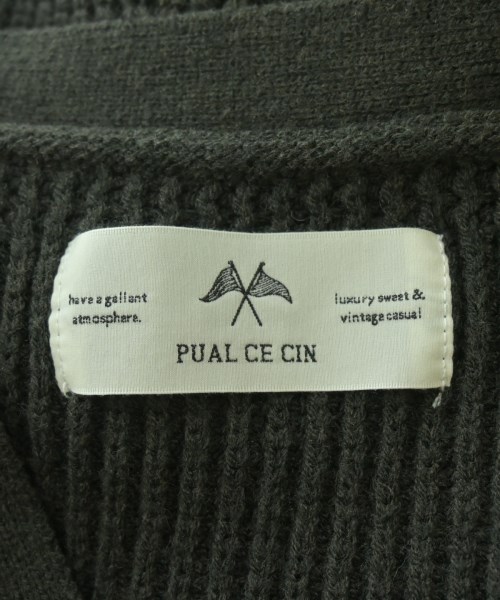 have a gallant
atmosphere.
luxury sweet &
vintage casual
PUAL CE CIN